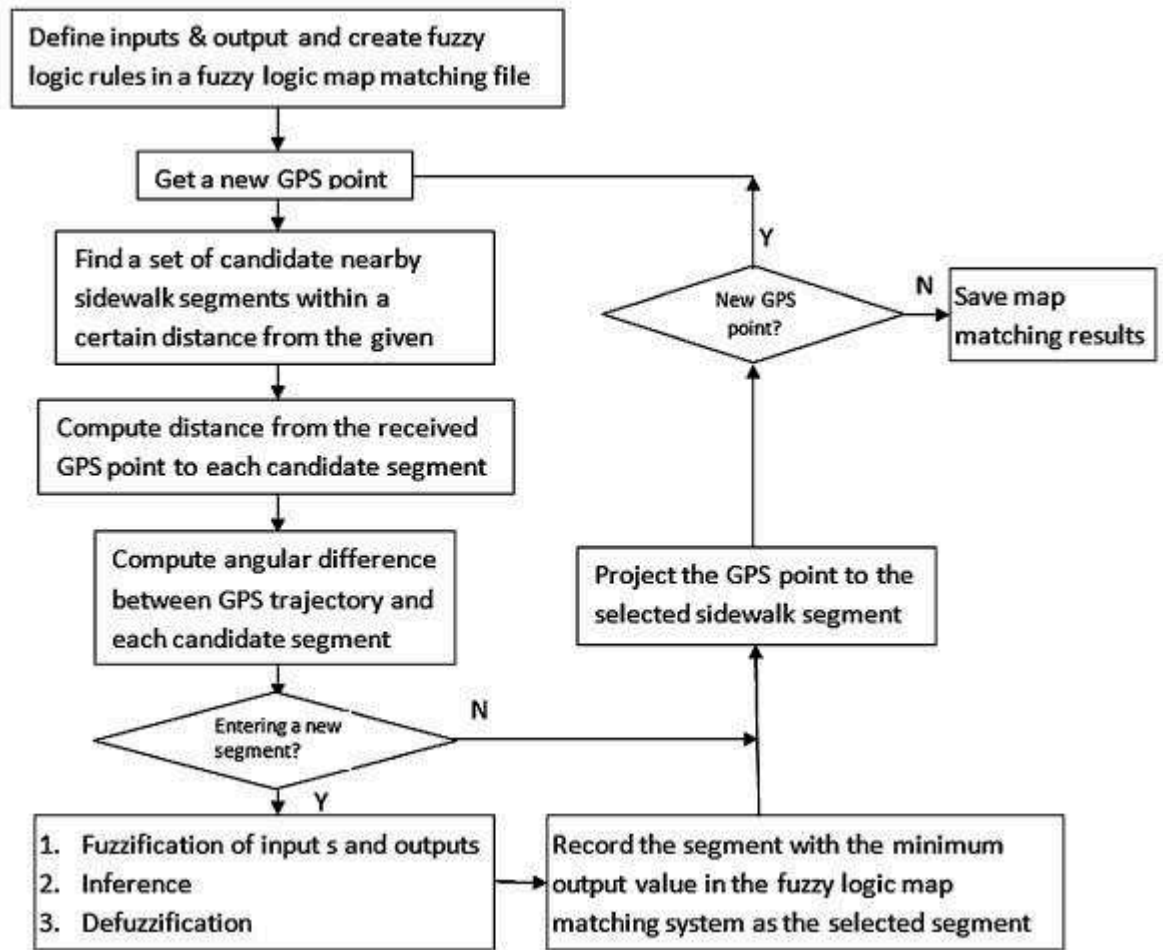 Define inputs & output and create fuzzy
logic rules in a fuzzy logic map matching file
Get a new GPS point
Find a set of candidate nearby
sidewalk segments within a
certain distance from the given
Compute distance from the received
GPS point to each candidate segment
Compute angular difference
between GPS trajectory and
each candidate segment
Entering a new
segment?
N
Y
1. Fuzzification of input s and outputs
2. Inference
3. Defuzzification
Record the segment with the minimum
output value in the fuzzy logic map
matching system as the selected segment
Project the GPS point to the
selected sidewalk segment
New GPS
point?
Y
N
Save map
matching results